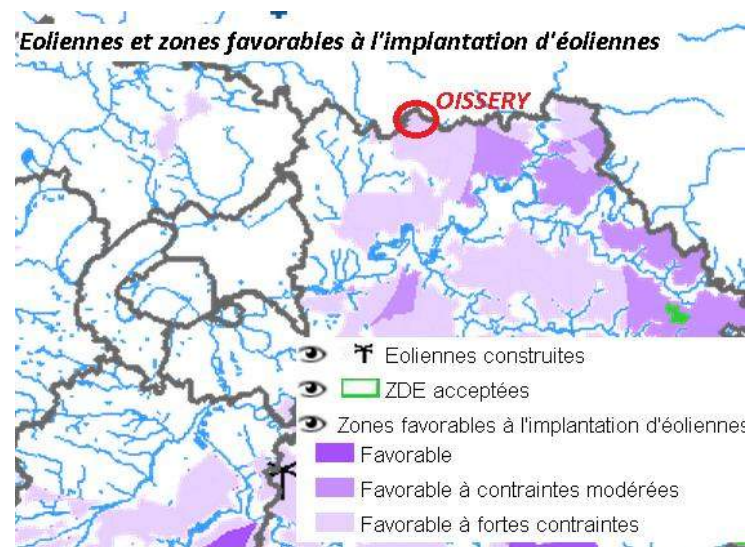 Eoliennes et zones favorables à l'implantation d'éoliennes
OISSERY
Eoliennes construites
ZDE acceptées
Zones favorables à l'implantation d'éoliennes
Favorable
Favorable à contraintes modérées
Favorable à fortes contraintes